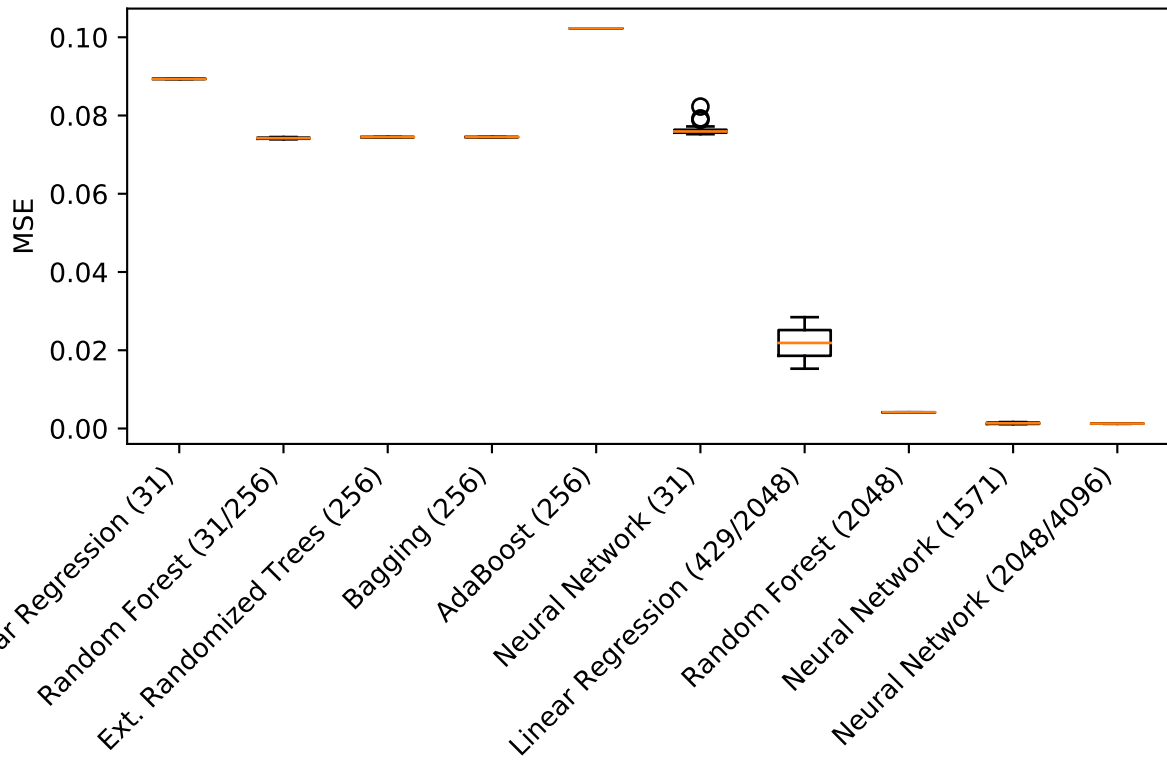 MSE
0.10
0.08
0.06
0.04
0.02
0.00
ar Regression (31)
Random Forest (31/256)
Ext. Randomized Trees (256)
Bagging (256)
AdaBoost (256)
Neural Network (31)
Linear Regression (429/2048)
Random Forest (2048)
Neural Network (1571)
Neural Network (2048/4096)